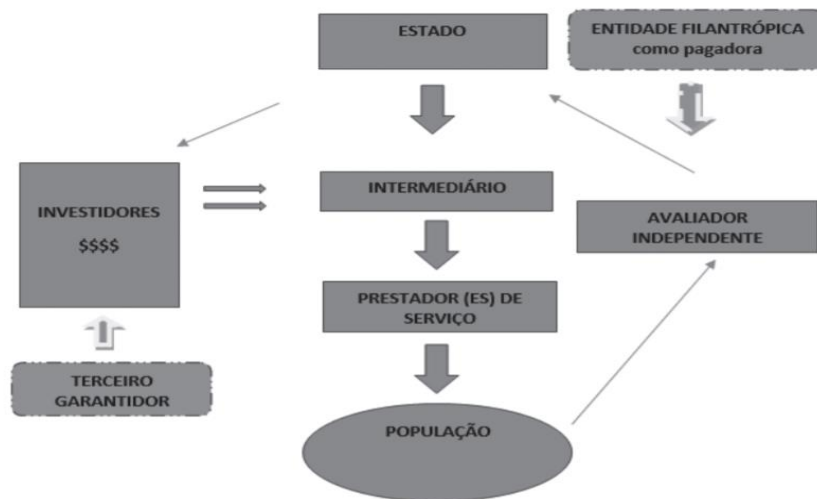 ESTADO
ENTIDADE FILANTRÓPICA
como pagadora
INVESTIDORES
$$$$
INTERMEDIÁRIO
AVALIADOR
INDEPENDENTE
PRESTADOR (ES) DE
SERVIÇO
TERCEIRO
GARANTIDOR
POPULAÇÃO